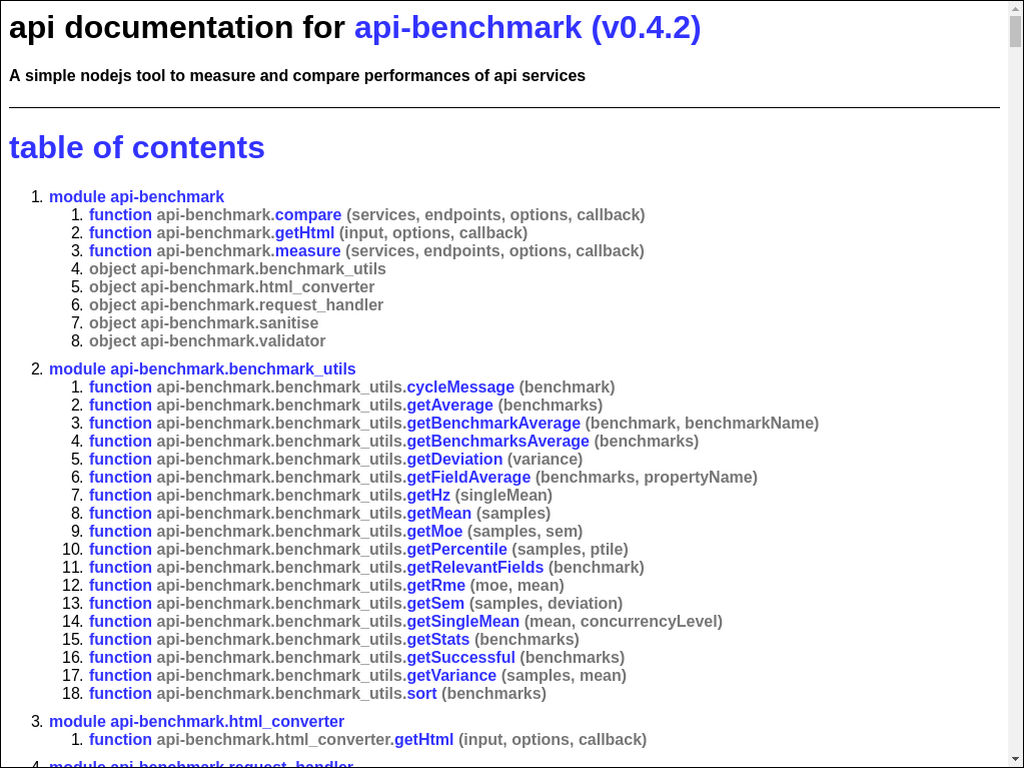 api documentation for api-benchmark (v0.4.2)
A simple nodejs tool to measure and compare performances of api services
table of contents
1. module api-benchmark
1. function api-benchmark.compare (services, endpoints, options, callback)
2. function api-benchmark.getHtml (input, options, callback)
3. function api-benchmark.measure (services, endpoints, options, callback)
4. object api-benchmark.benchmark_utils
5. object api-benchmark.html_converter
6. object api-benchmark.request_handler
7. object api-benchmark.sanitise
8. object api-benchmark.validator
2. module api-benchmark.benchmark_utils
1. function api-benchmark.benchmark_utils.cycleMessage (benchmark)
2. function api-benchmark.benchmark_utils.getAverage (benchmarks)
3. function api-benchmark.benchmark_utils.getBenchmarkAverage (benchmark, benchmarkName)
4. function api-benchmark.benchmark_utils.getBenchmarksAverage (benchmarks)
5. function api-benchmark.benchmark_utils.getDeviation (variance)
6. function api-benchmark.benchmark_utils.getFieldAverage (benchmarks, propertyName)
7. function api-benchmark.benchmark_utils.getHz (singleMean)
8. function api-benchmark.benchmark_utils.getMean (samples)
9. function api-benchmark.benchmark_utils.getMoe (samples, sem)
10. function api-benchmark.benchmark_utils.getPercentile (samples, ptile)
11. function api-benchmark.benchmark_utils.getRelevantFields (benchmark)
12. function api-benchmark.benchmark_utils.getRme (moe, mean)
13. function api-benchmark.benchmark_utils.getSem (samples, deviation)
14. function api-benchmark.benchmark_utils.getSingleMean (mean, concurrencyLevel)
15. function api-benchmark.benchmark_utils.getStats (benchmarks)
16. function api-benchmark.benchmark_utils.getSuccessful (benchmarks)
17. function api-benchmark.benchmark_utils.getVariance (samples, mean)
18. function api-benchmark.benchmark_utils.sort (benchmarks)
3. module api-benchmark.html_converter
1. function api-benchmark.html_converter.getHtml (input, options, callback)
4. module api-benchmark.request_handler